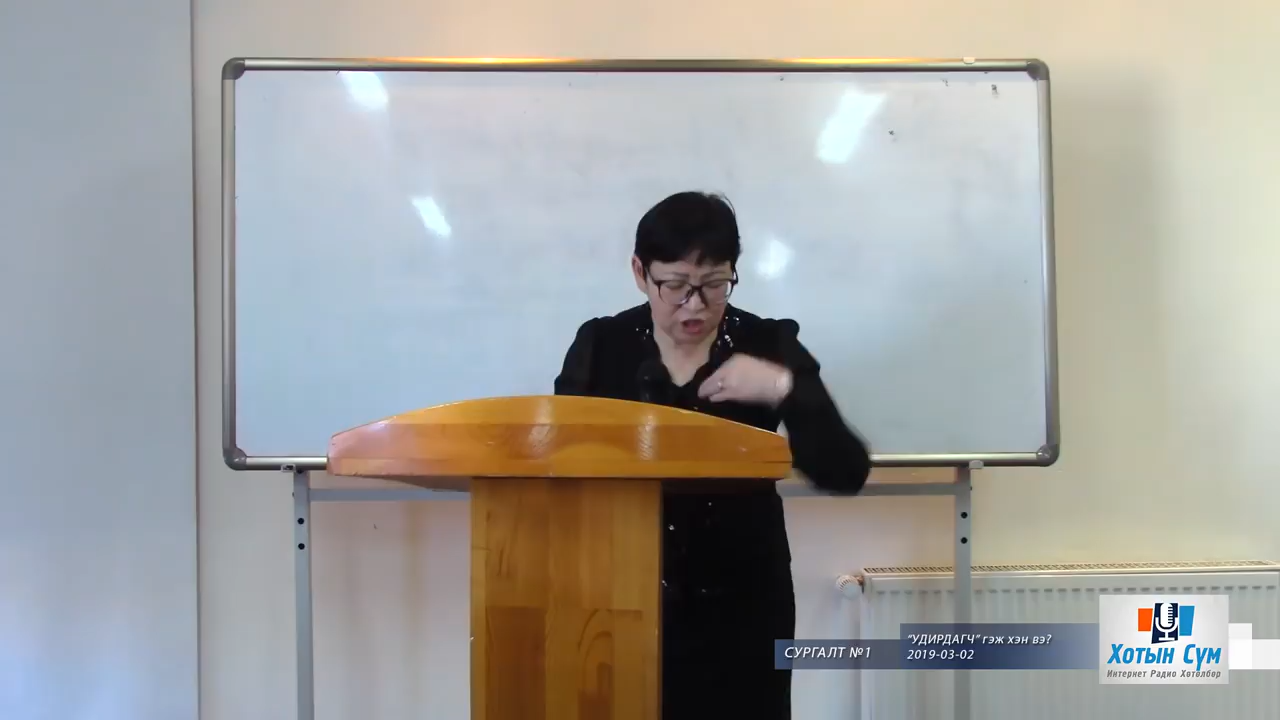 СУРГАЛТ №1
"УДИРДАГЧ" гэж хэн вэ?
2019-03-02
Хотын Сүм
Интернет Радио Хөтөлбөр